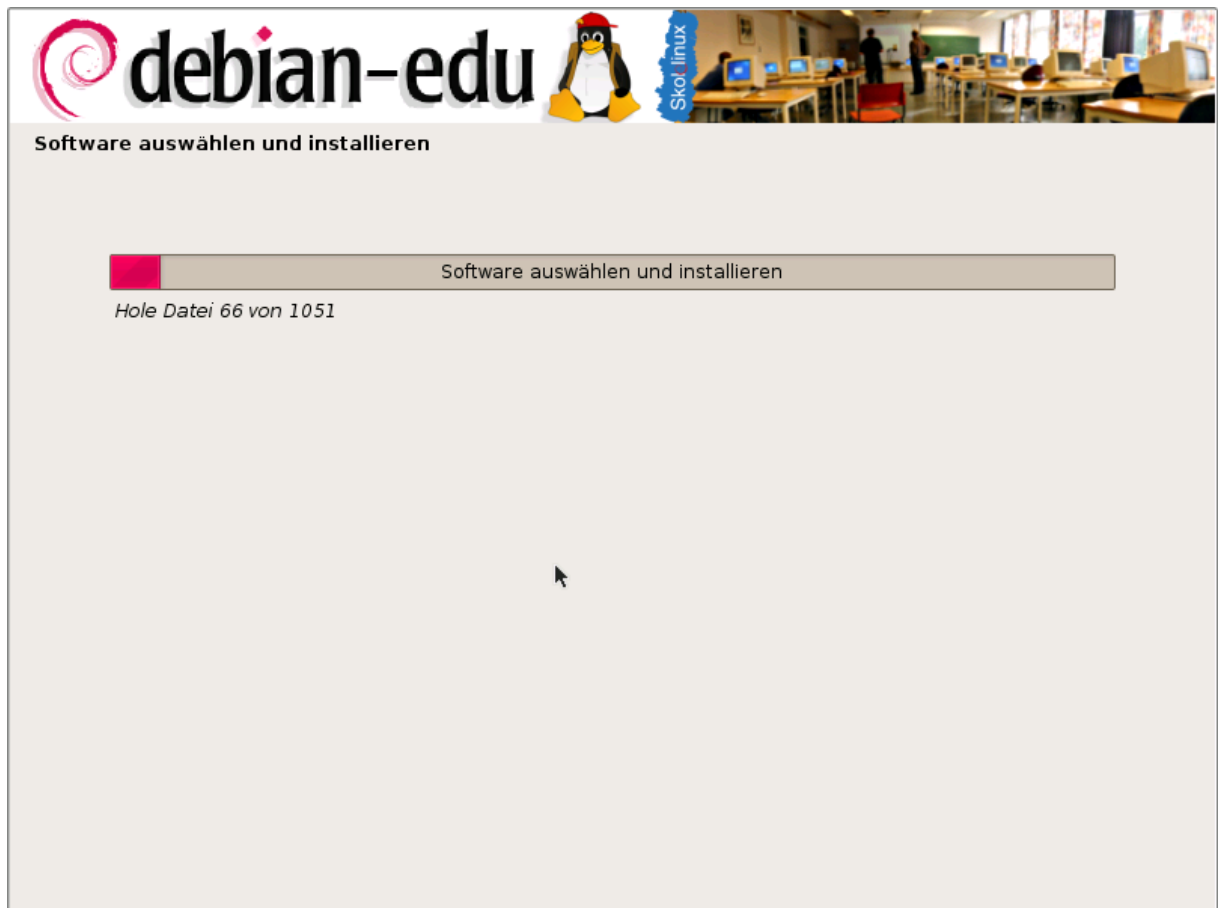 debian-edu
Skolelinux
Software auswählen und installieren
Software auswählen und installieren
Hole Datei 66 von 1051